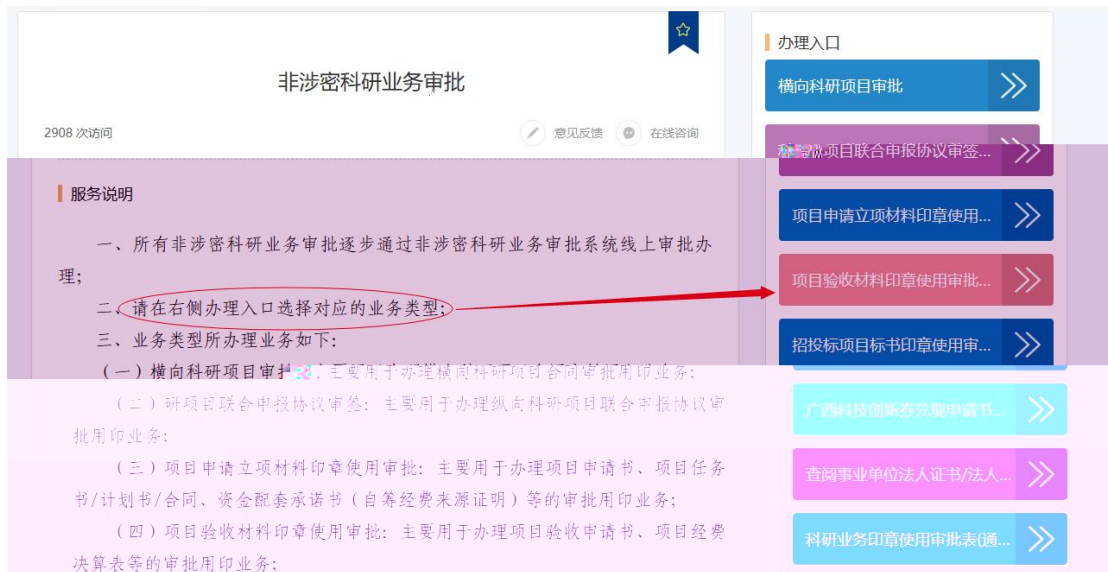 非涉密科研业务审批
2908 次访问
意见反馈
在线咨询
服务说明
一、所有非涉密科研业务审批逐步通过非涉密科研业务审批系统线上审批办
理;
二、请在右侧办理入口选择对应的业务类型;
三、业务类型所办理业务如下:
(一)横向科研项目审批:主要用于办理横向科研项目合同审批用印业务;
(二)研项目联合申报协议审签: 主要用于办理纵向科研项目联合申报协议审
批用印业务;
(三)项目申请立项材料印章使用审批: 主要用于办理项目申请书、项目任务
书/计划书/合同、资金配套承诺书(自筹经费来源证明)等的审批用印业务;
(四)项目验收材料印章使用审批: 主要用于办理项目验收申请书、项目经费
决算表等的审批用印业务;
办理入口
横向科研项目审批
项目联合申报协议审签...
项目申请立项材料印章使用...
项目验收材料印章使用审批...
招投标项目标书印章使用审...
广西科技创新券兑现申请书...
查阅事业单位法人证书/法人...
科研业务印章使用审批表(通...